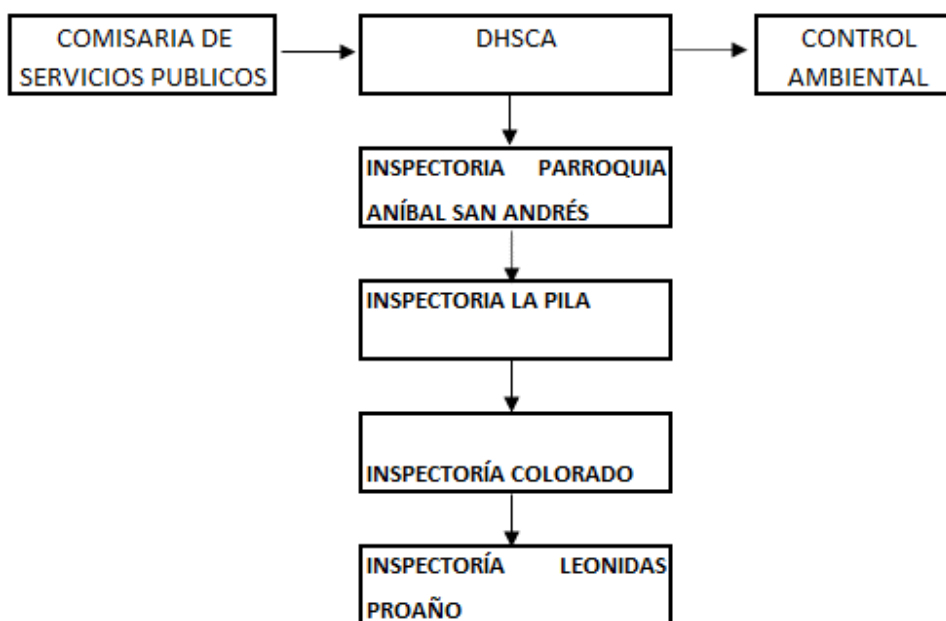 COMISARIA DE
SERVICIOS PUBLICOS
DHSCA
CONTROL
AMBIENTAL
INSPECTORIA PARROQUIA
ANÍBAL SAN ANDRÉS
INSPECTORIA LA PILA
INSPECTORÍA COLORADO
INSPECTORÍA LEONIDAS
PROAÑO